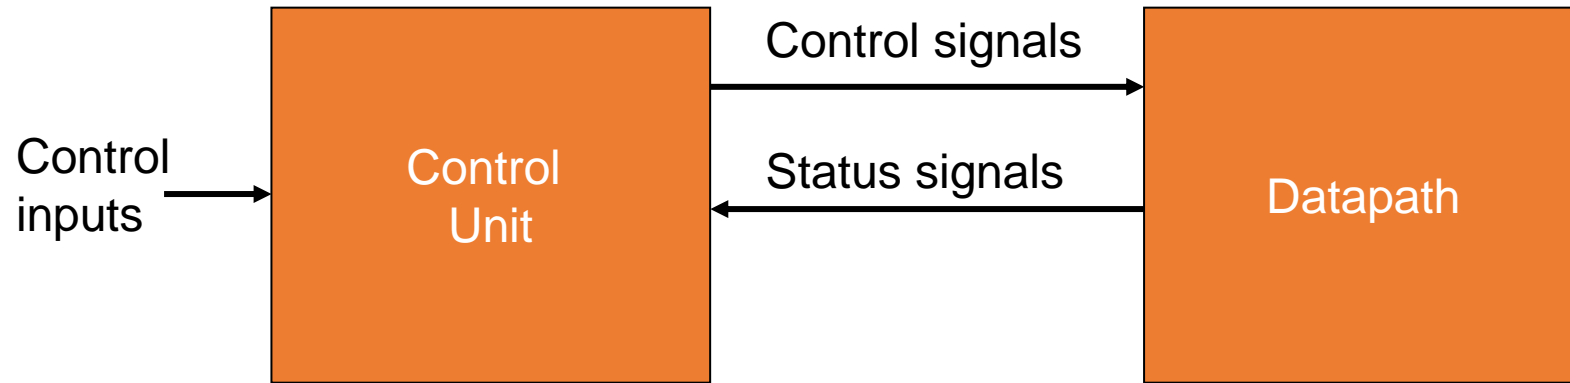 Control
inputs
Control
Unit
Control signals
Status signals
Datapath